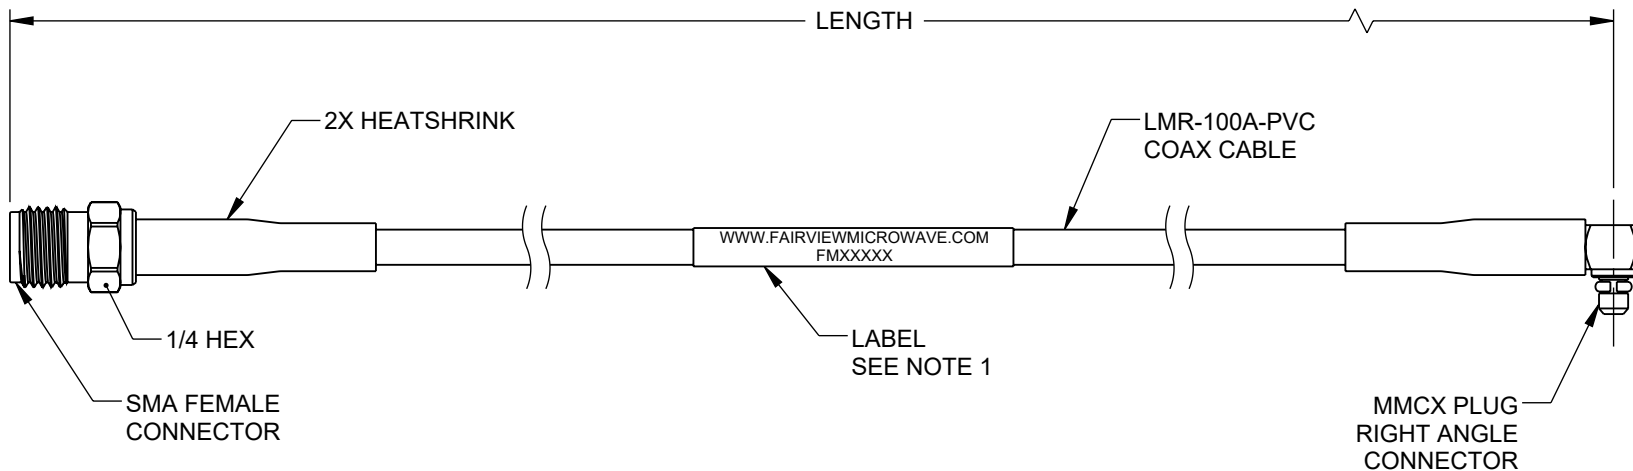 LENGTH
2X HEATSHRINK
LMR-100A-PVC
COAX CABLE
WWW.FAIRVIEWMICROWAVE.COM
FMXXXXX
1/4 HEX
LABEL
SEE NOTE 1
SMA FEMALE
CONNECTOR
MMCX PLUG
RIGHT ANGLE
CONNECTOR